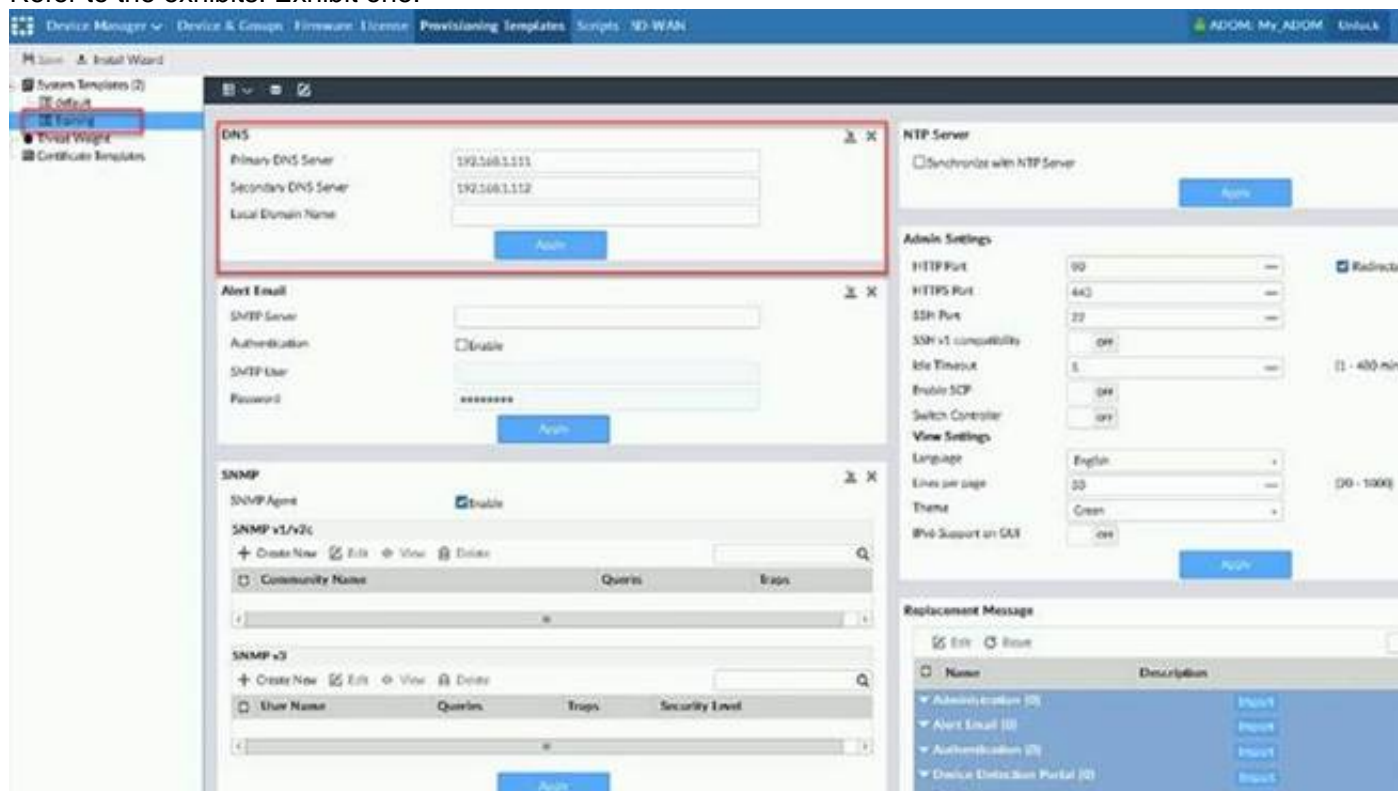 Refer to the exhibits. Exhibit one.
Device Manager Device & Groups Firmware License Provisioning Templates Scripts SD-WAN ADOM: My_ADOM Unlock
Save Install Wizard
System Templates (2)
default
Training
Threat Weight
Certificate Templates
DNS
Primary DNS Server 192.168.1.111
Secondary DNS Server 192.168.1.112
Local Domain Name
Apply
Alert Email
SMTP Server
Authentication Enable
SMTP User
Password ********
Apply
SNMP
SNMP Agent Enable
SNMP v1/v2c
+ Create New Edit View Delete
Community Name Queries Traps
SNMP v3
+ Create New Edit View Delete
User Name Queries Traps Security Level
Apply
NTP Server
Synchronize with NTP Server
Apply
Admin Settings
HTTP Port Redirect
HTTPS Port 443
SSH Port 22
SSH v1 compatibility OFF
Idle Timeout 5 (1 - 480 min
Enable SCP OFF
Switch Controller OFF
View Settings
Language English
Lines per page (20 - 1000)
Theme Green
IPv6 Support on GUI OFF
Apply
Replacement Message
Edit Reset
Name Description
Administration (0) Import
Alert Email (0) Import
Authentication (0) Import
Device Detection Portal (0) Import